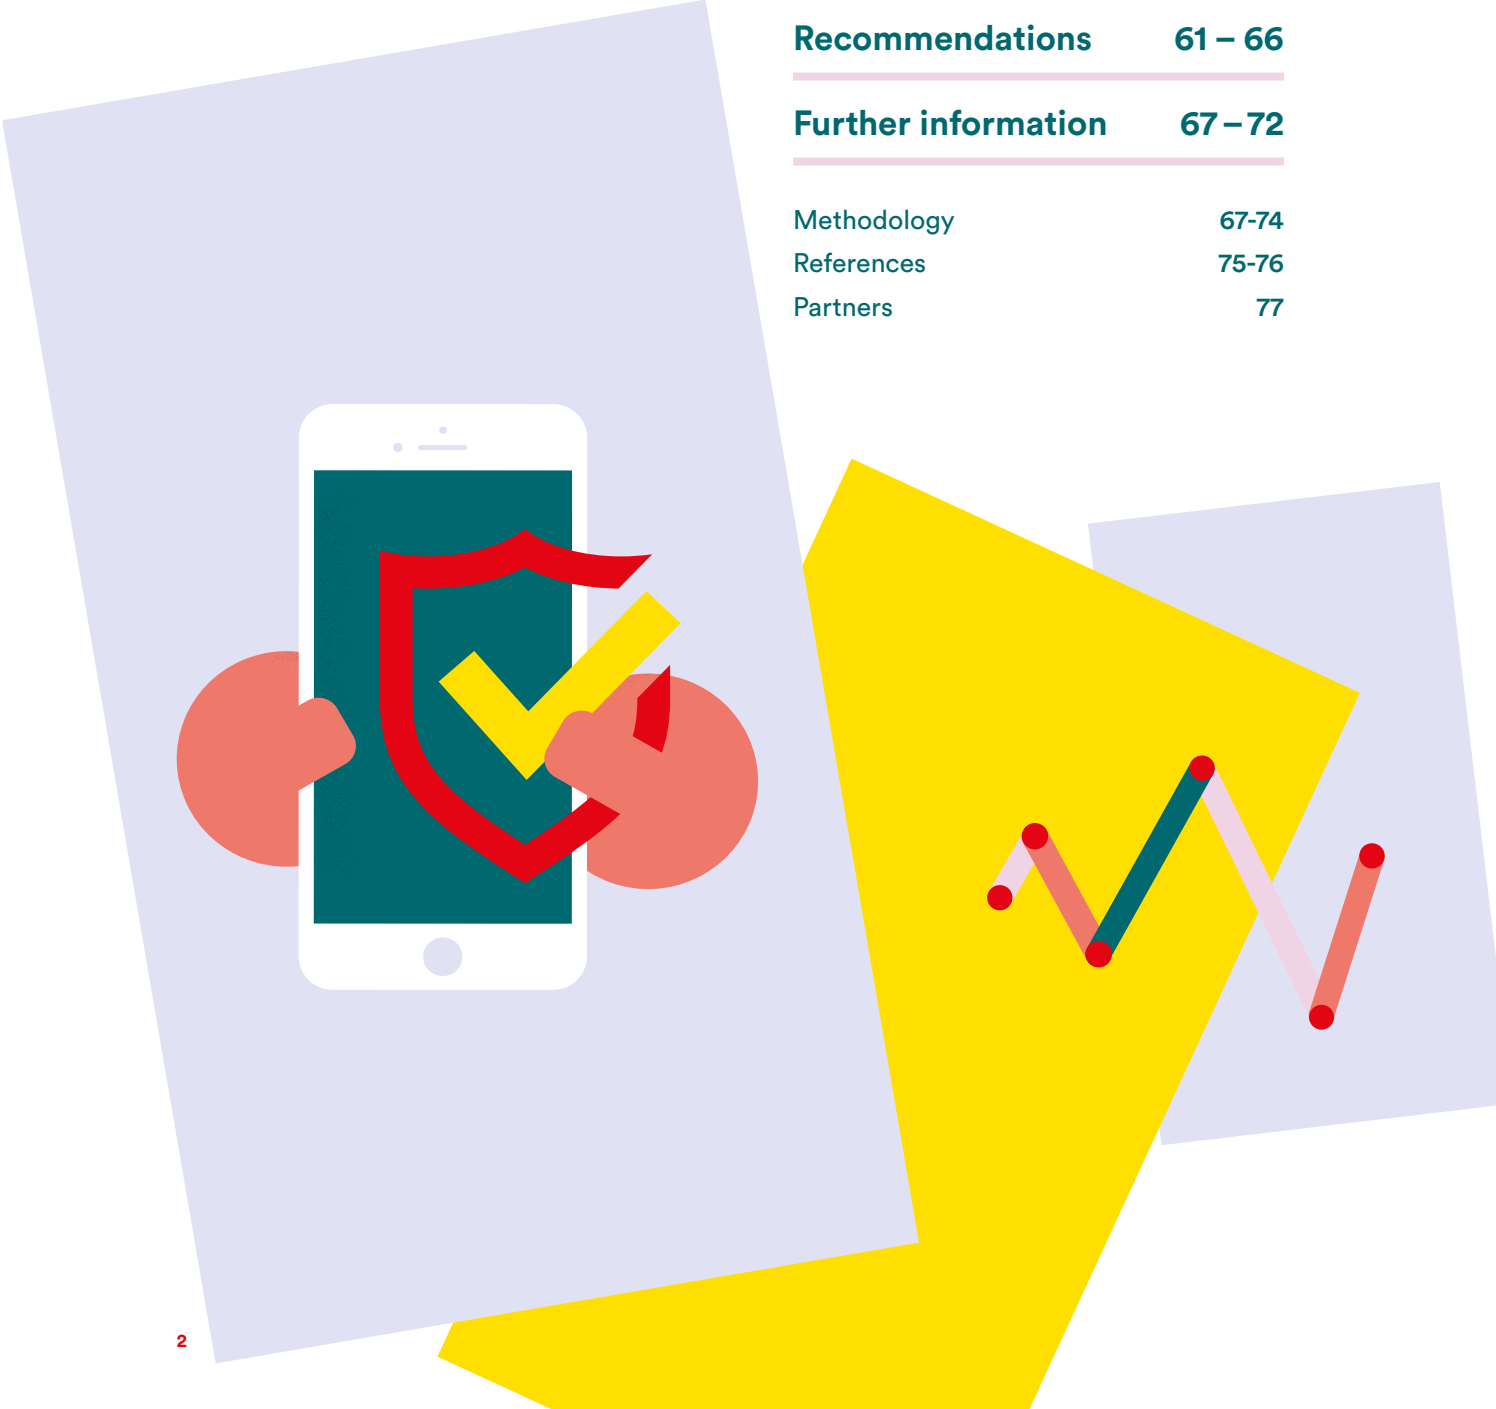 Recommendations 61 – 66
Further information 67 – 72
Methodology 67-74
References 75-76
Partners 77
2